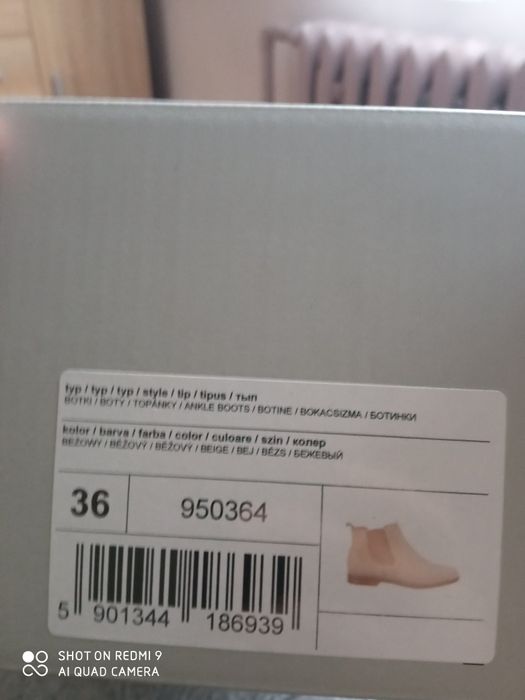 typ / typ / typ / style / tip / tipus / тып
BOTKI / BOTY / TOPÁNKY / ANKLE BOOTS / BOTINE / BOKACSIZMA / БОТИНКИ
kolor / barva / farba / color / culoare / szin / колер
BEŻOWY / BÉŽOVÝ / BÉŽOVÝ / BEIGE / BEJ / BÉZS / БЕЖЕВЫЙ
36
950364
5 901344 186939
SHOT ON REDMI 9
AI QUAD CAMERA